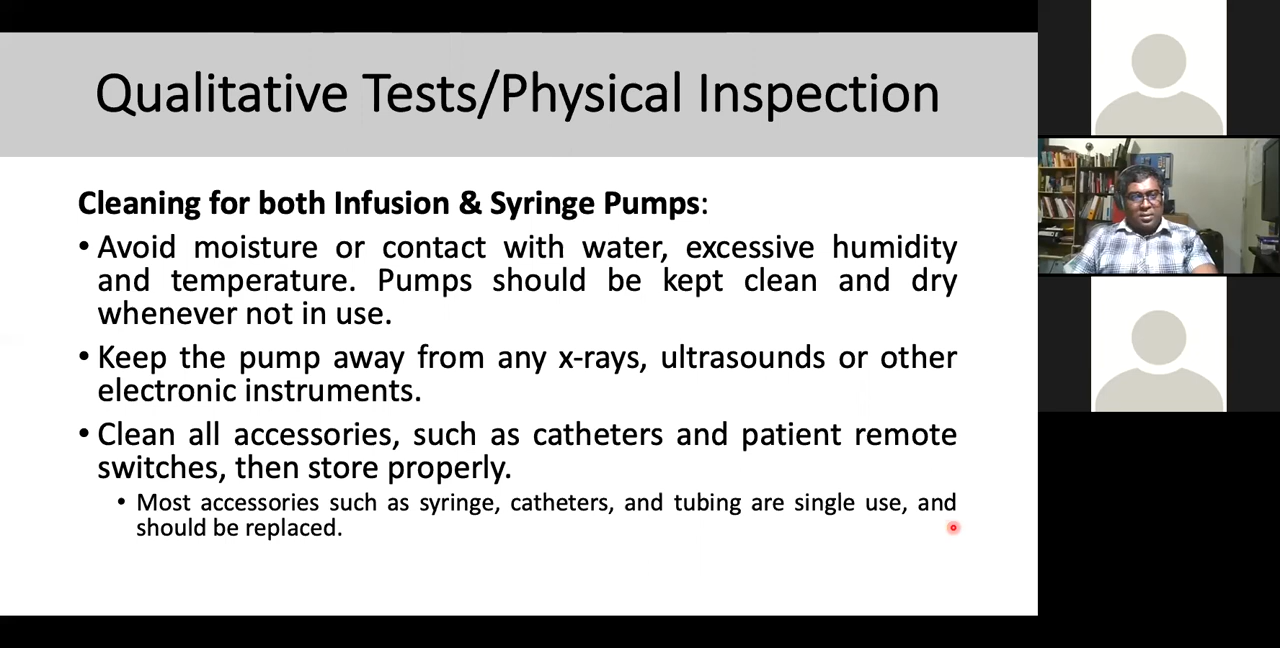 Qualitative Tests/Physical Inspection
Cleaning for both Infusion & Syringe Pumps:
• Avoid moisture or contact with water, excessive humidity
and temperature. Pumps should be kept clean and dry
whenever not in use.
• Keep the pump away from any x-rays, ultrasounds or other
electronic instruments.
• Clean all accessories, such as catheters and patient remote
switches, then store properly.
• Most accessories such as syringe, catheters, and tubing are single use, and
should be replaced.